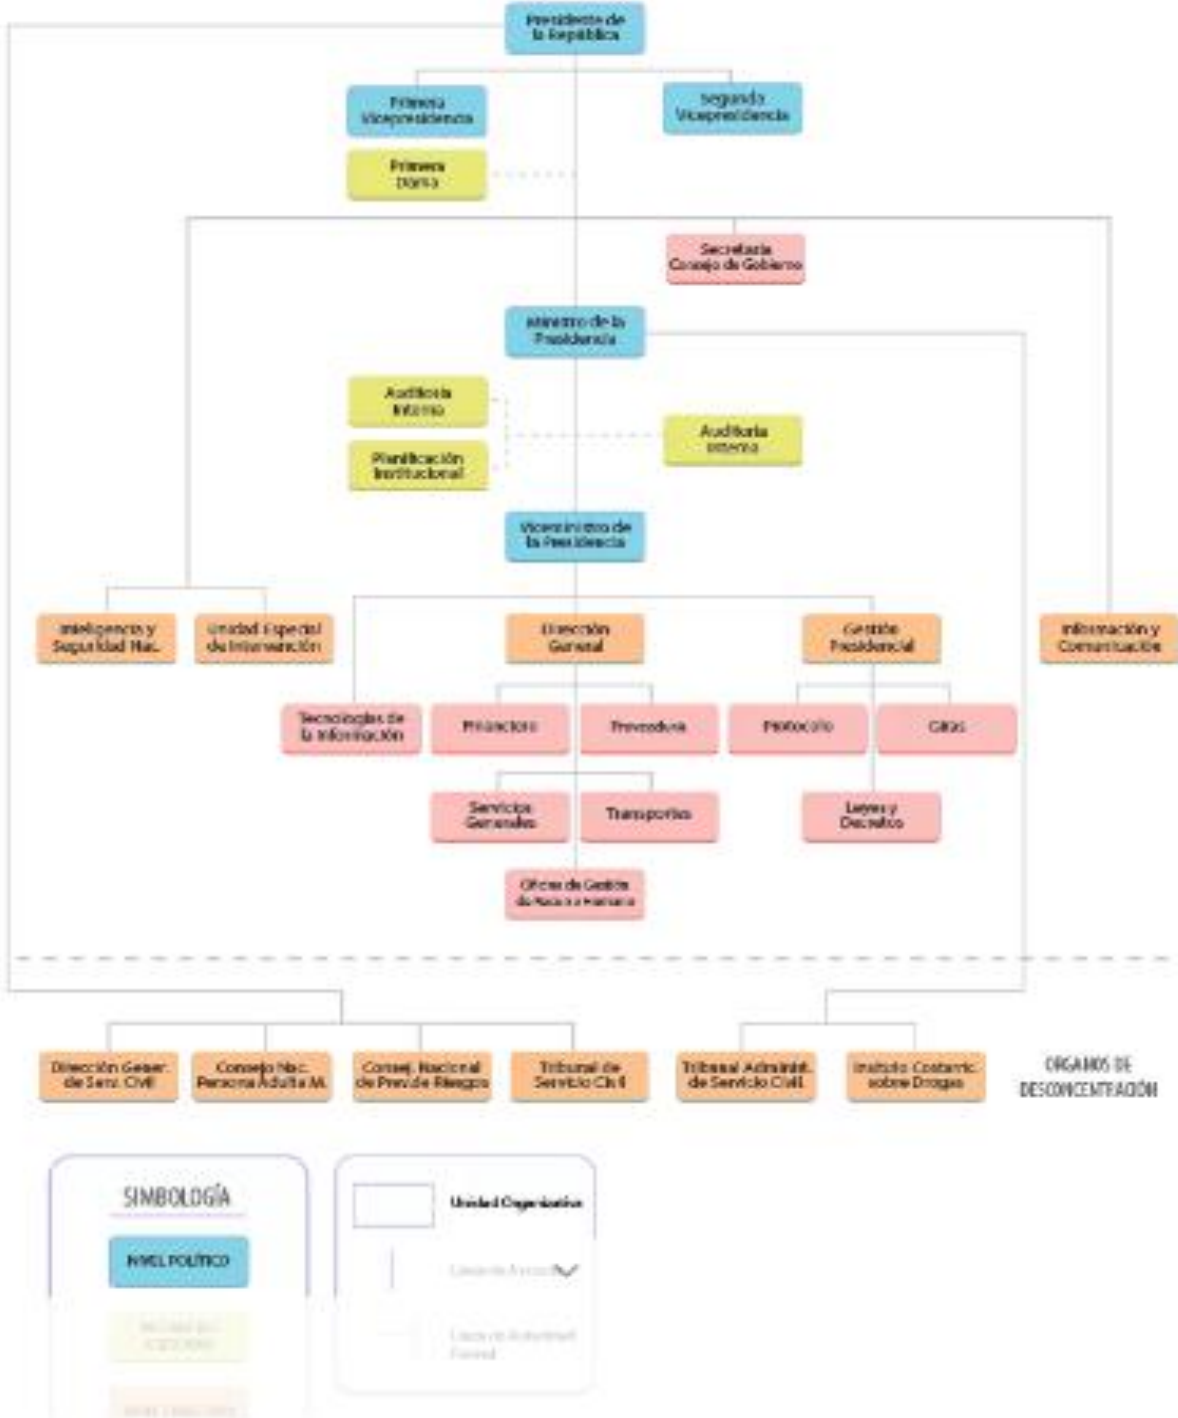 Presidente de
la República
Primera
Vicepresidencia
Segunda
Vicepresidencia
Primera
Dama
Secretaría
Consejo de Gobierno
Ministro de la
Presidencia
Auditoría
Interna
Planificación
Institucional
Auditoría
Interna
Viceministro de
la Presidencia
Inteligencia y
Seguridad Nac.
Unidad Especial
de Intervención
Dirección
General
Gestión
Presidencial
Información y
Comunicación
Tecnologías de
la Información
Financiero
Proveeduría
Protocolo
Giras
Servicios
Generales
Transportes
Leyes y
Decretos
Oficina de Gestión
de Humano
Dirección Gener.
de Serv. Civil
Consejo Nac.
Persona Adulta M.
Consej. Nacional
de Prev. de Riesgos
Tribunal de
Servicio Civil
Tribunal Administ.
de Servicio Civil
Instituto Costarric.
sobre Drogas
ORGANOS DE
DESCONCENTRACIÓN
SIMBOLOGÍA
NIVEL POLÍTICO
Unidad Organizativa